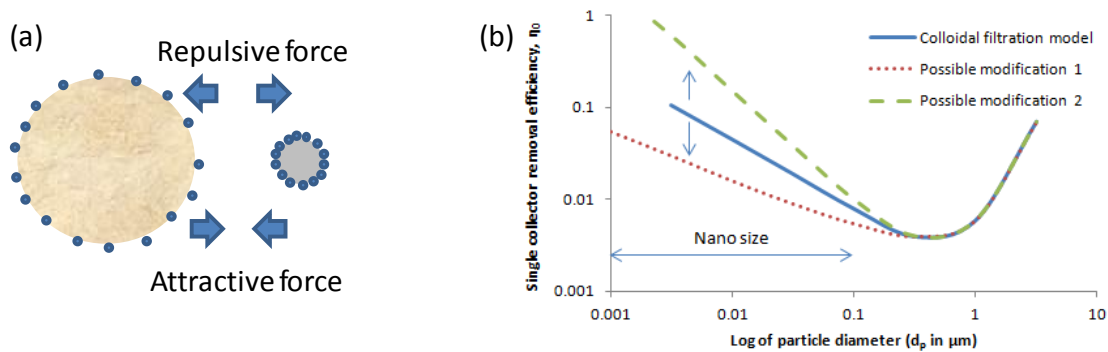 (a)
Repulsive force
Attractive force
(b)
Single collector removal efficiency, η0
1
0.1
0.01
0.001
Colloidal filtration model
Possible modification 1
Possible modification 2
Nano size
0.001 0.01 0.1 1 10
Log of particle diameter (dp in μm)